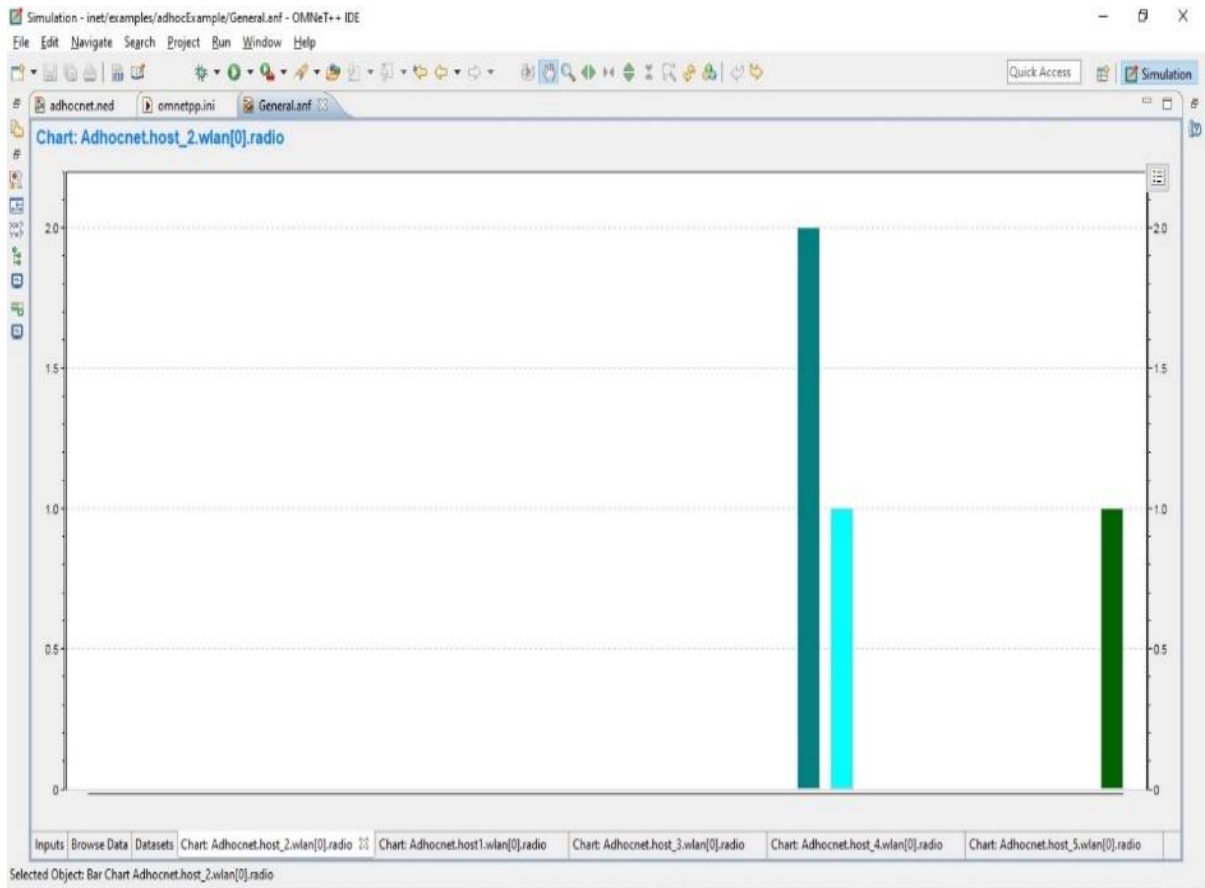 Simulation - inet/examples/adhocExample/General.anf - OMNeT++ IDE
File Edit Navigate Search Project Run Window Help
Quick Access Simulation
adhocnet.ned omnetpp.ini General.anf
Chart: Adhocnet.host_2.wlan[0].radio
2.0 2.0
1.5 1.5
1.0 1.0
0.5 0.5
0 0
Inputs Browse Data Datasets Chart: Adhocnet.host_2.wlan[0].radio Chart: Adhocnet.host1.wlan[0].radio Chart: Adhocnet.host_3.wlan[0].radio Chart: Adhocnet.host_4.wlan[0].radio Chart: Adhocnet.host_5.wlan[0].radio
Selected Object: Bar Chart Adhocnet.host_2.wlan[0].radio